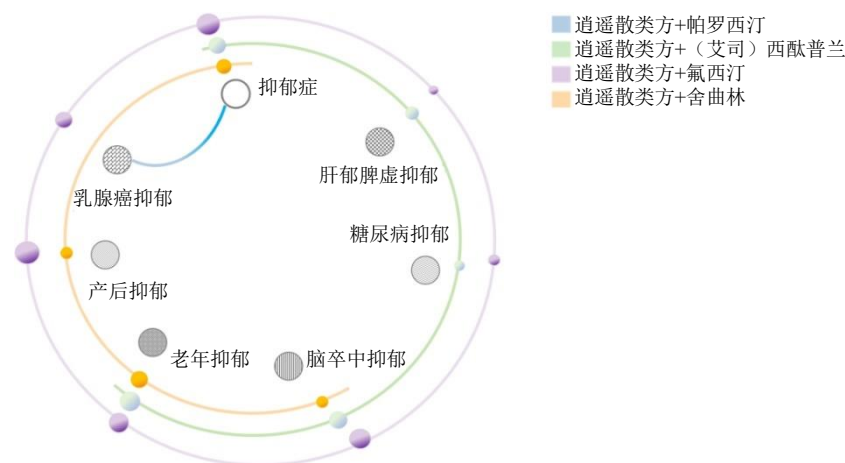 逍遥散类方+帕罗西汀
逍遥散类方+（艾司）西酞普兰
逍遥散类方+氟西汀
逍遥散类方+舍曲林
抑郁症
肝郁脾虚抑郁
乳腺癌抑郁
糖尿病抑郁
产后抑郁
老年抑郁
脑卒中抑郁